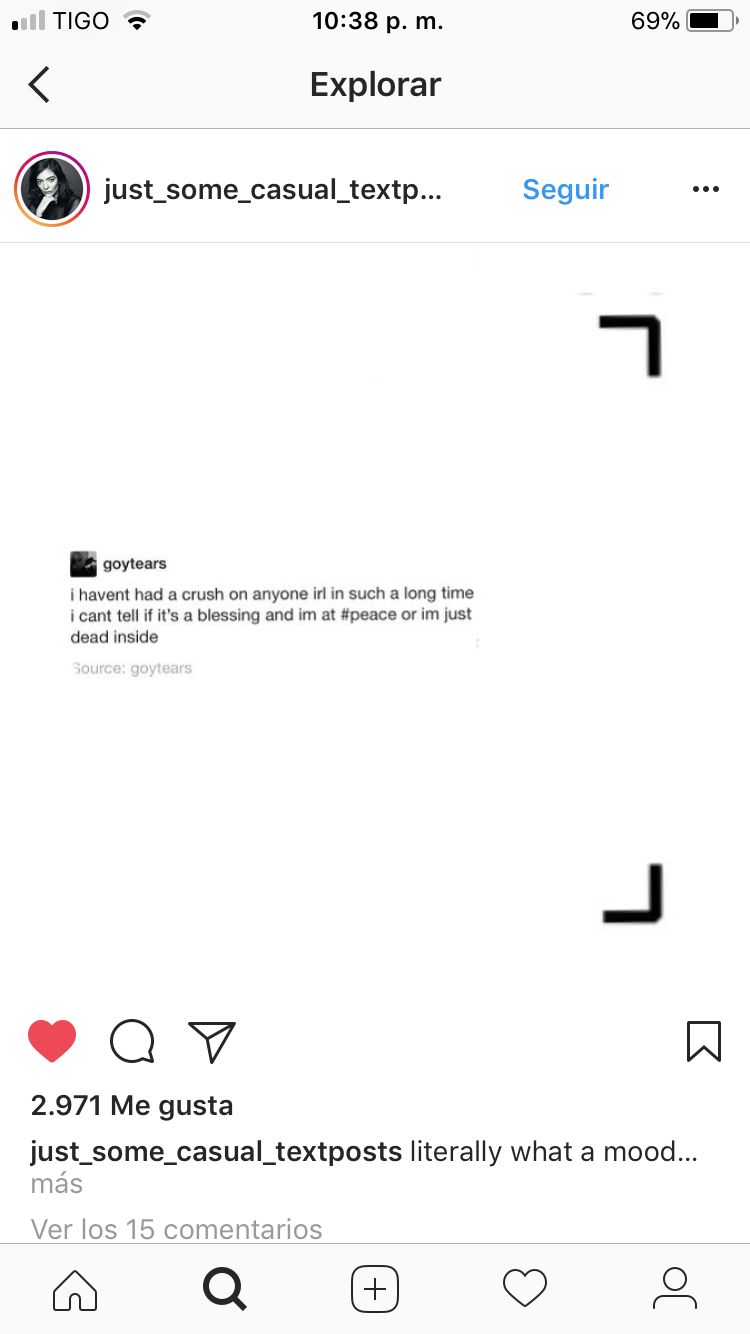 TIGO 10:38 p. m. 69%
Explorar
just_some_casual_textp... Seguir
goytears
i havent had a crush on anyone irl in such a long time
i cant tell if it's a blessing and im at #peace or im just
dead inside
Source: goytears
2.971 Me gusta
just_some_casual_textposts literally what a mood...
más
Ver los 15 comentarios